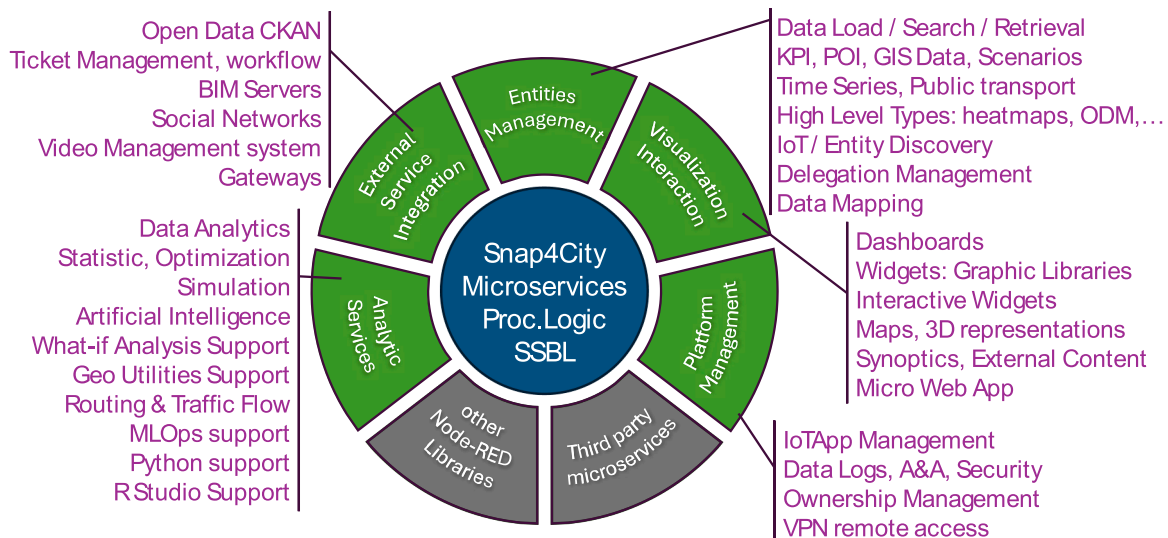 Open Data CKAN
Ticket Management, workflow
BIM Servers
Social Networks
Video Management system
Gateways
Data Load / Search / Retrieval
KPI, POI, GIS Data, Scenarios
Time Series, Public transport
High Level Types: heatmaps, ODM,…
IoT / Entity Discovery
Delegation Management
Data Mapping
Entities
Management
External
Service
Integration
Visualization
Interaction
Data Analytics
Statistic, Optimization
Simulation
Artificial Intelligence
What-if Analysis Support
Geo Utilities Support
Routing & Traffic Flow
MLOps support
Python support
R Studio Support
Analytic
Services
Snap4City
Microservices
Proc.Logic
SSBL
Platform
Management
Dashboards
Widgets: Graphic Libraries
Interactive Widgets
Maps, 3D representations
Synoptics, External Content
Micro Web App
other
Node-RED
Libraries
Third party
microservices
IoTApp Management
Data Logs, A&A, Security
Ownership Management
VPN remote access